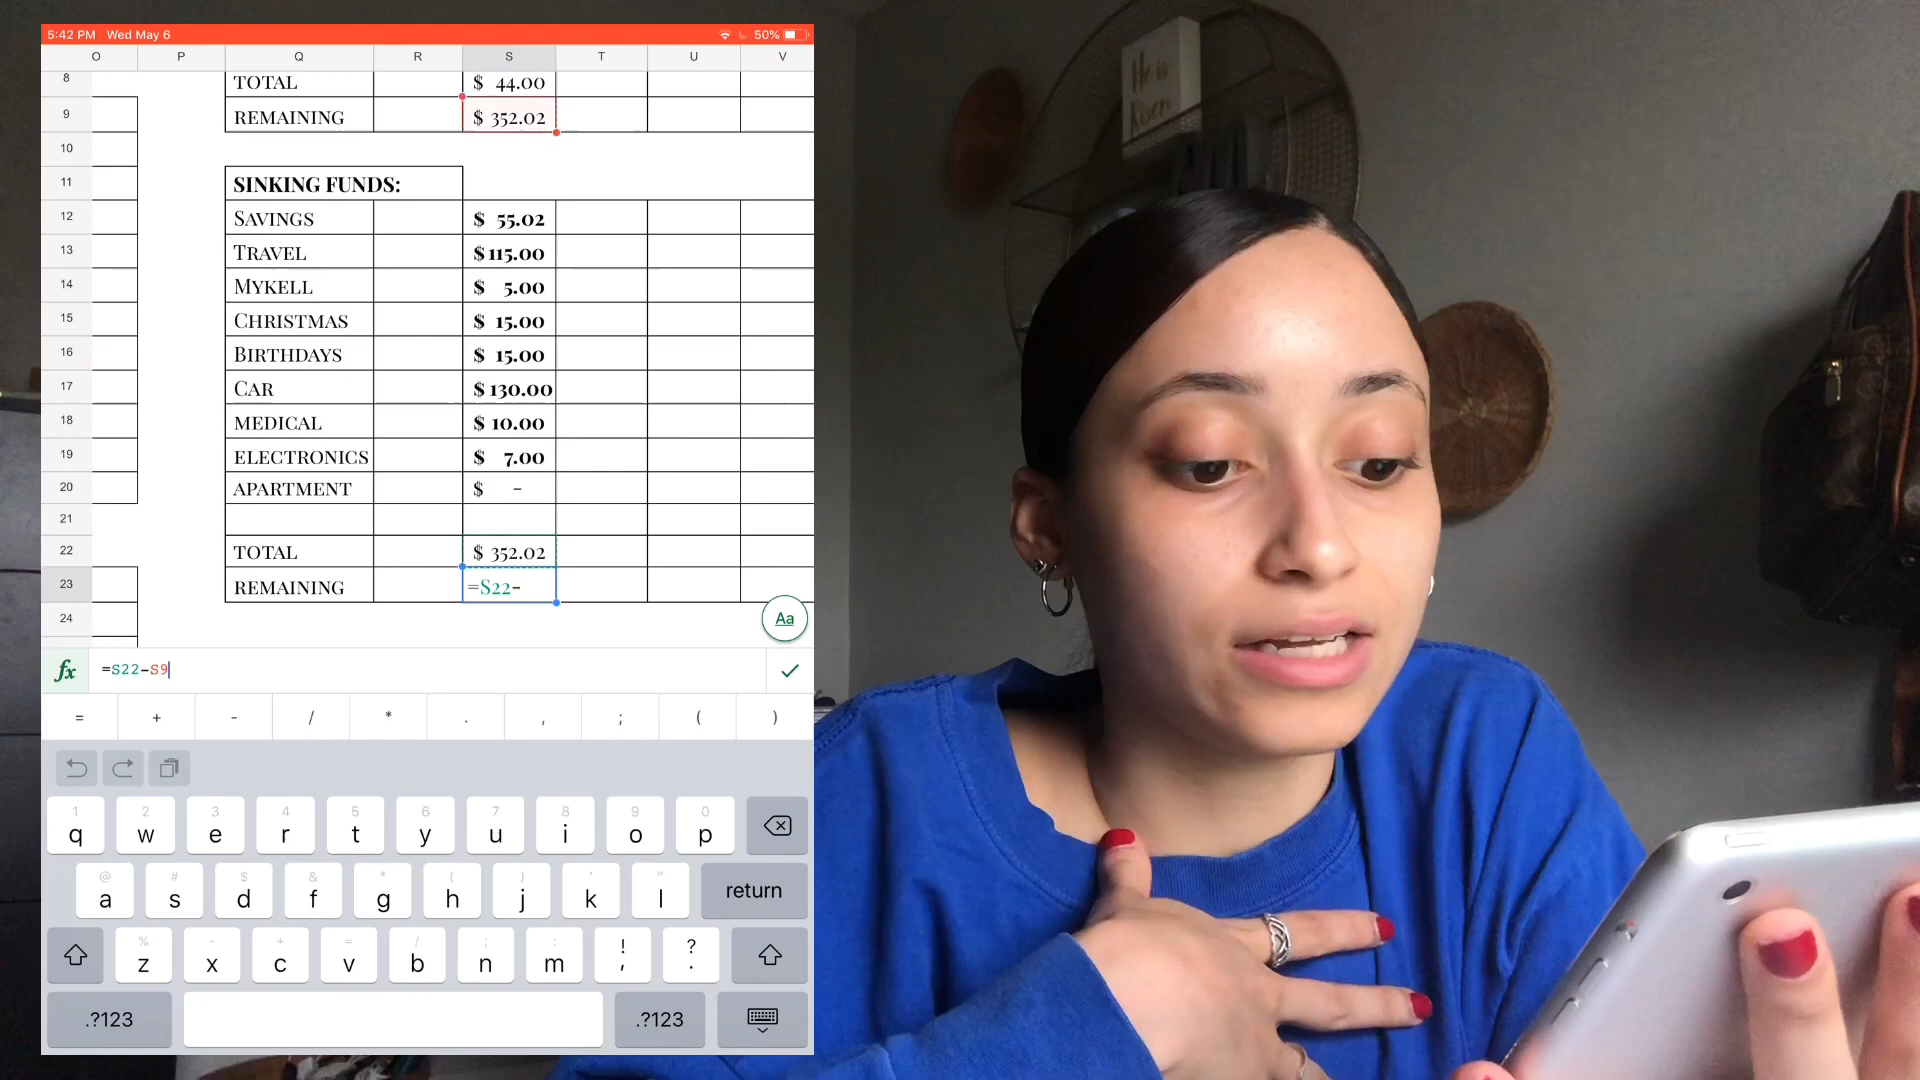 5:42 PM Wed May 6 50%
O P Q R S T U V
8 TOTAL $ 44.00
9 REMAINING $ 352.02
10
11 SINKING FUNDS:
12 SAVINGS $ 55.02
13 TRAVEL $ 115.00
14 MYKELL $ 5.00
15 CHRISTMAS $ 15.00
16 BIRTHDAYS $ 15.00
17 CAR $ 130.00
18 MEDICAL $ 10.00
19 ELECTRONICS $ 7.00
20 APARTMENT $ -
21
22 TOTAL $ 352.02
23 REMAINING =S22-
24
Aa
fx =S22-S9
= + - / * . , ; ( )
1 2 3 4 5 6 7 8 9 0
q w e r t y u i o p
@ # $ & * ( ) ' "
a s d f g h j k l return
% - + = / ; : ! ?
z x c v b n m , .
.?123 .?123
He is
Risen